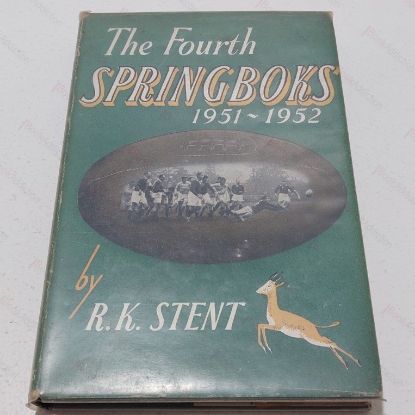 The Fourth
SPRINGBOKS
1951~1952
by
R.K. STENT